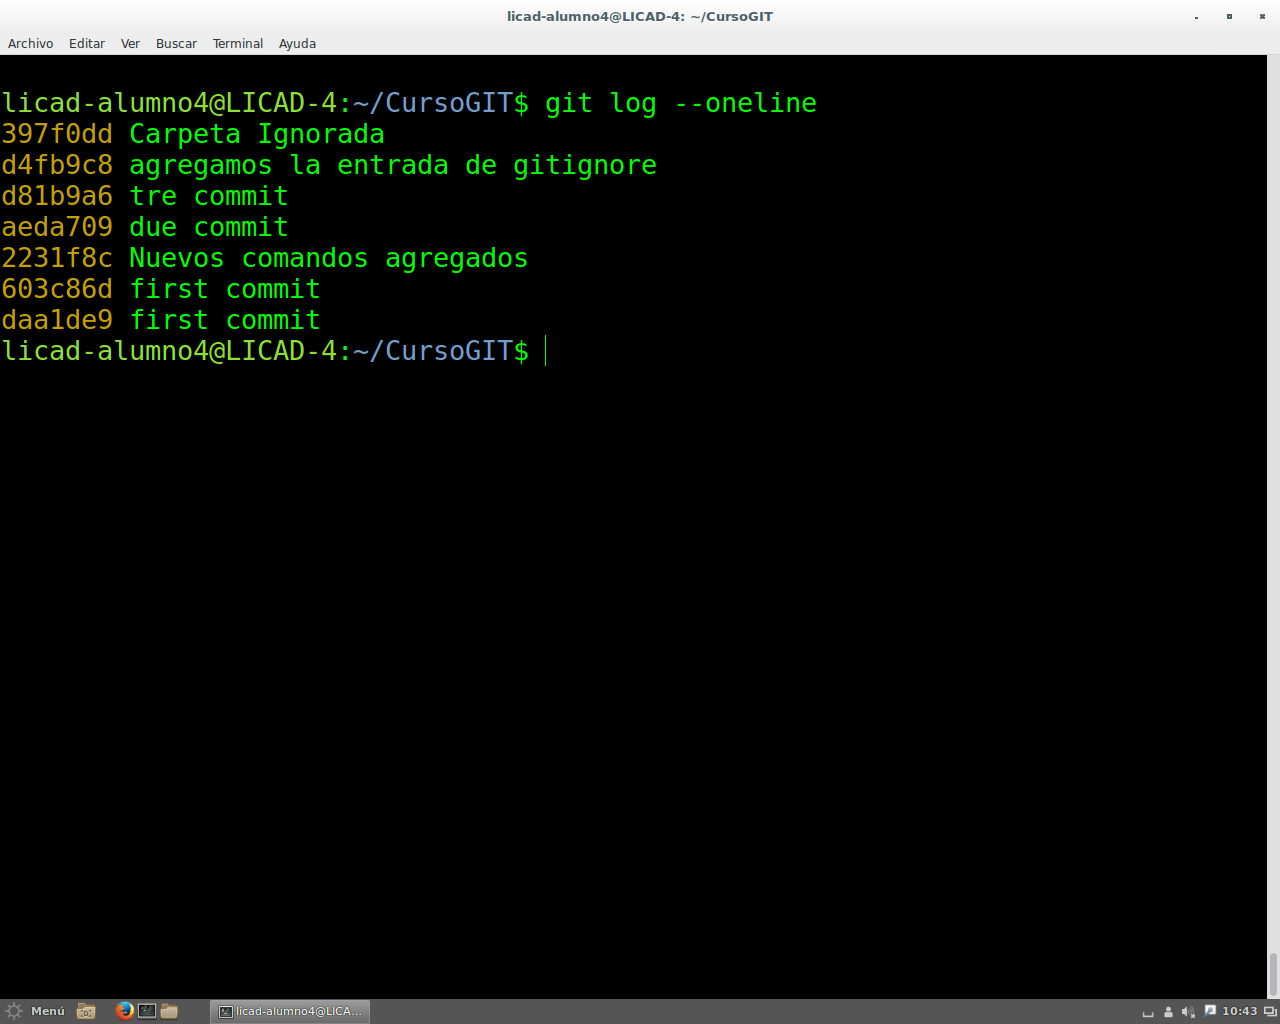 licad-alumno4@LICAD-4: ~/CursoGIT
Archivo Editar Ver Buscar Terminal Ayuda
licad-alumno4@LICAD-4:~/CursoGIT$ git log --oneline
397f0dd Carpeta Ignorada
d4fb9c8 agregamos la entrada de gitignore
d81b9a6 tre commit
aeda709 due commit
2231f8c Nuevos comandos agregados
603c86d first commit
daa1de9 first commit
licad-alumno4@LICAD-4:~/CursoGIT$
Menú licad-alumno4@LICA... 10:43